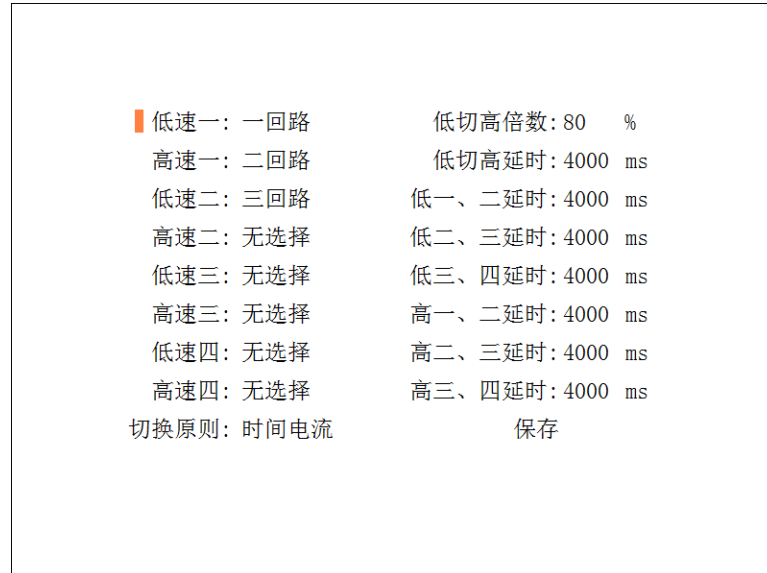 低速一: 一回路 低切高倍数: 80 %
高速一: 二回路 低切高延时: 4000 ms
低速二: 三回路 低一、二延时: 4000 ms
高速二: 无选择 低二、三延时: 4000 ms
低速三: 无选择 低三、四延时: 4000 ms
高速三: 无选择 高一、二延时: 4000 ms
低速四: 无选择 高二、三延时: 4000 ms
高速四: 无选择 高三、四延时: 4000 ms
切换原则: 时间电流 保存